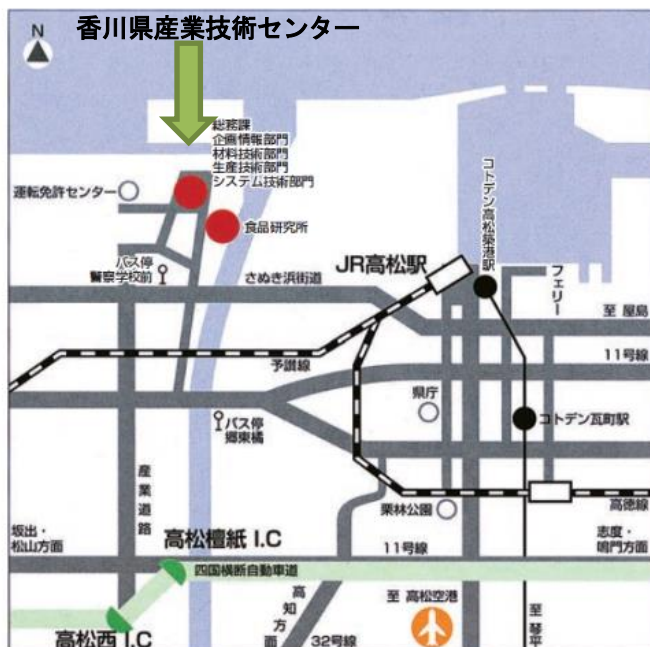 香川県産業技術センター
N
総務課
企画情報部門
材料技術部門
生産技術部門
システム技術部門
運転免許センター
食品研究所
コトデン高松築港駅
JR高松駅
バス停
警察学校前
さぬき浜街道
フェリー
至 屋島
予讃線
11号線
県庁
バス停
郷東橋
コトデン瓦町駅
産業道路
栗林公園
高徳線
坂出・
松山方面
高松檀紙 I.C
11号線
志度・
鳴門方面
四国横断自動車道
高松西 I.C
高知方面
32号線
至 高松空港
至 琴平